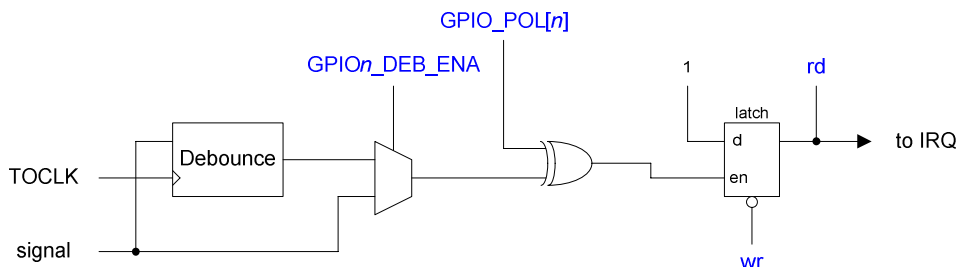 GPIO_POL[n]
GPIOn_DEB_ENA
1
rd
latch
Debounce
d
to IRQ
TOCLK
en
signal
wr